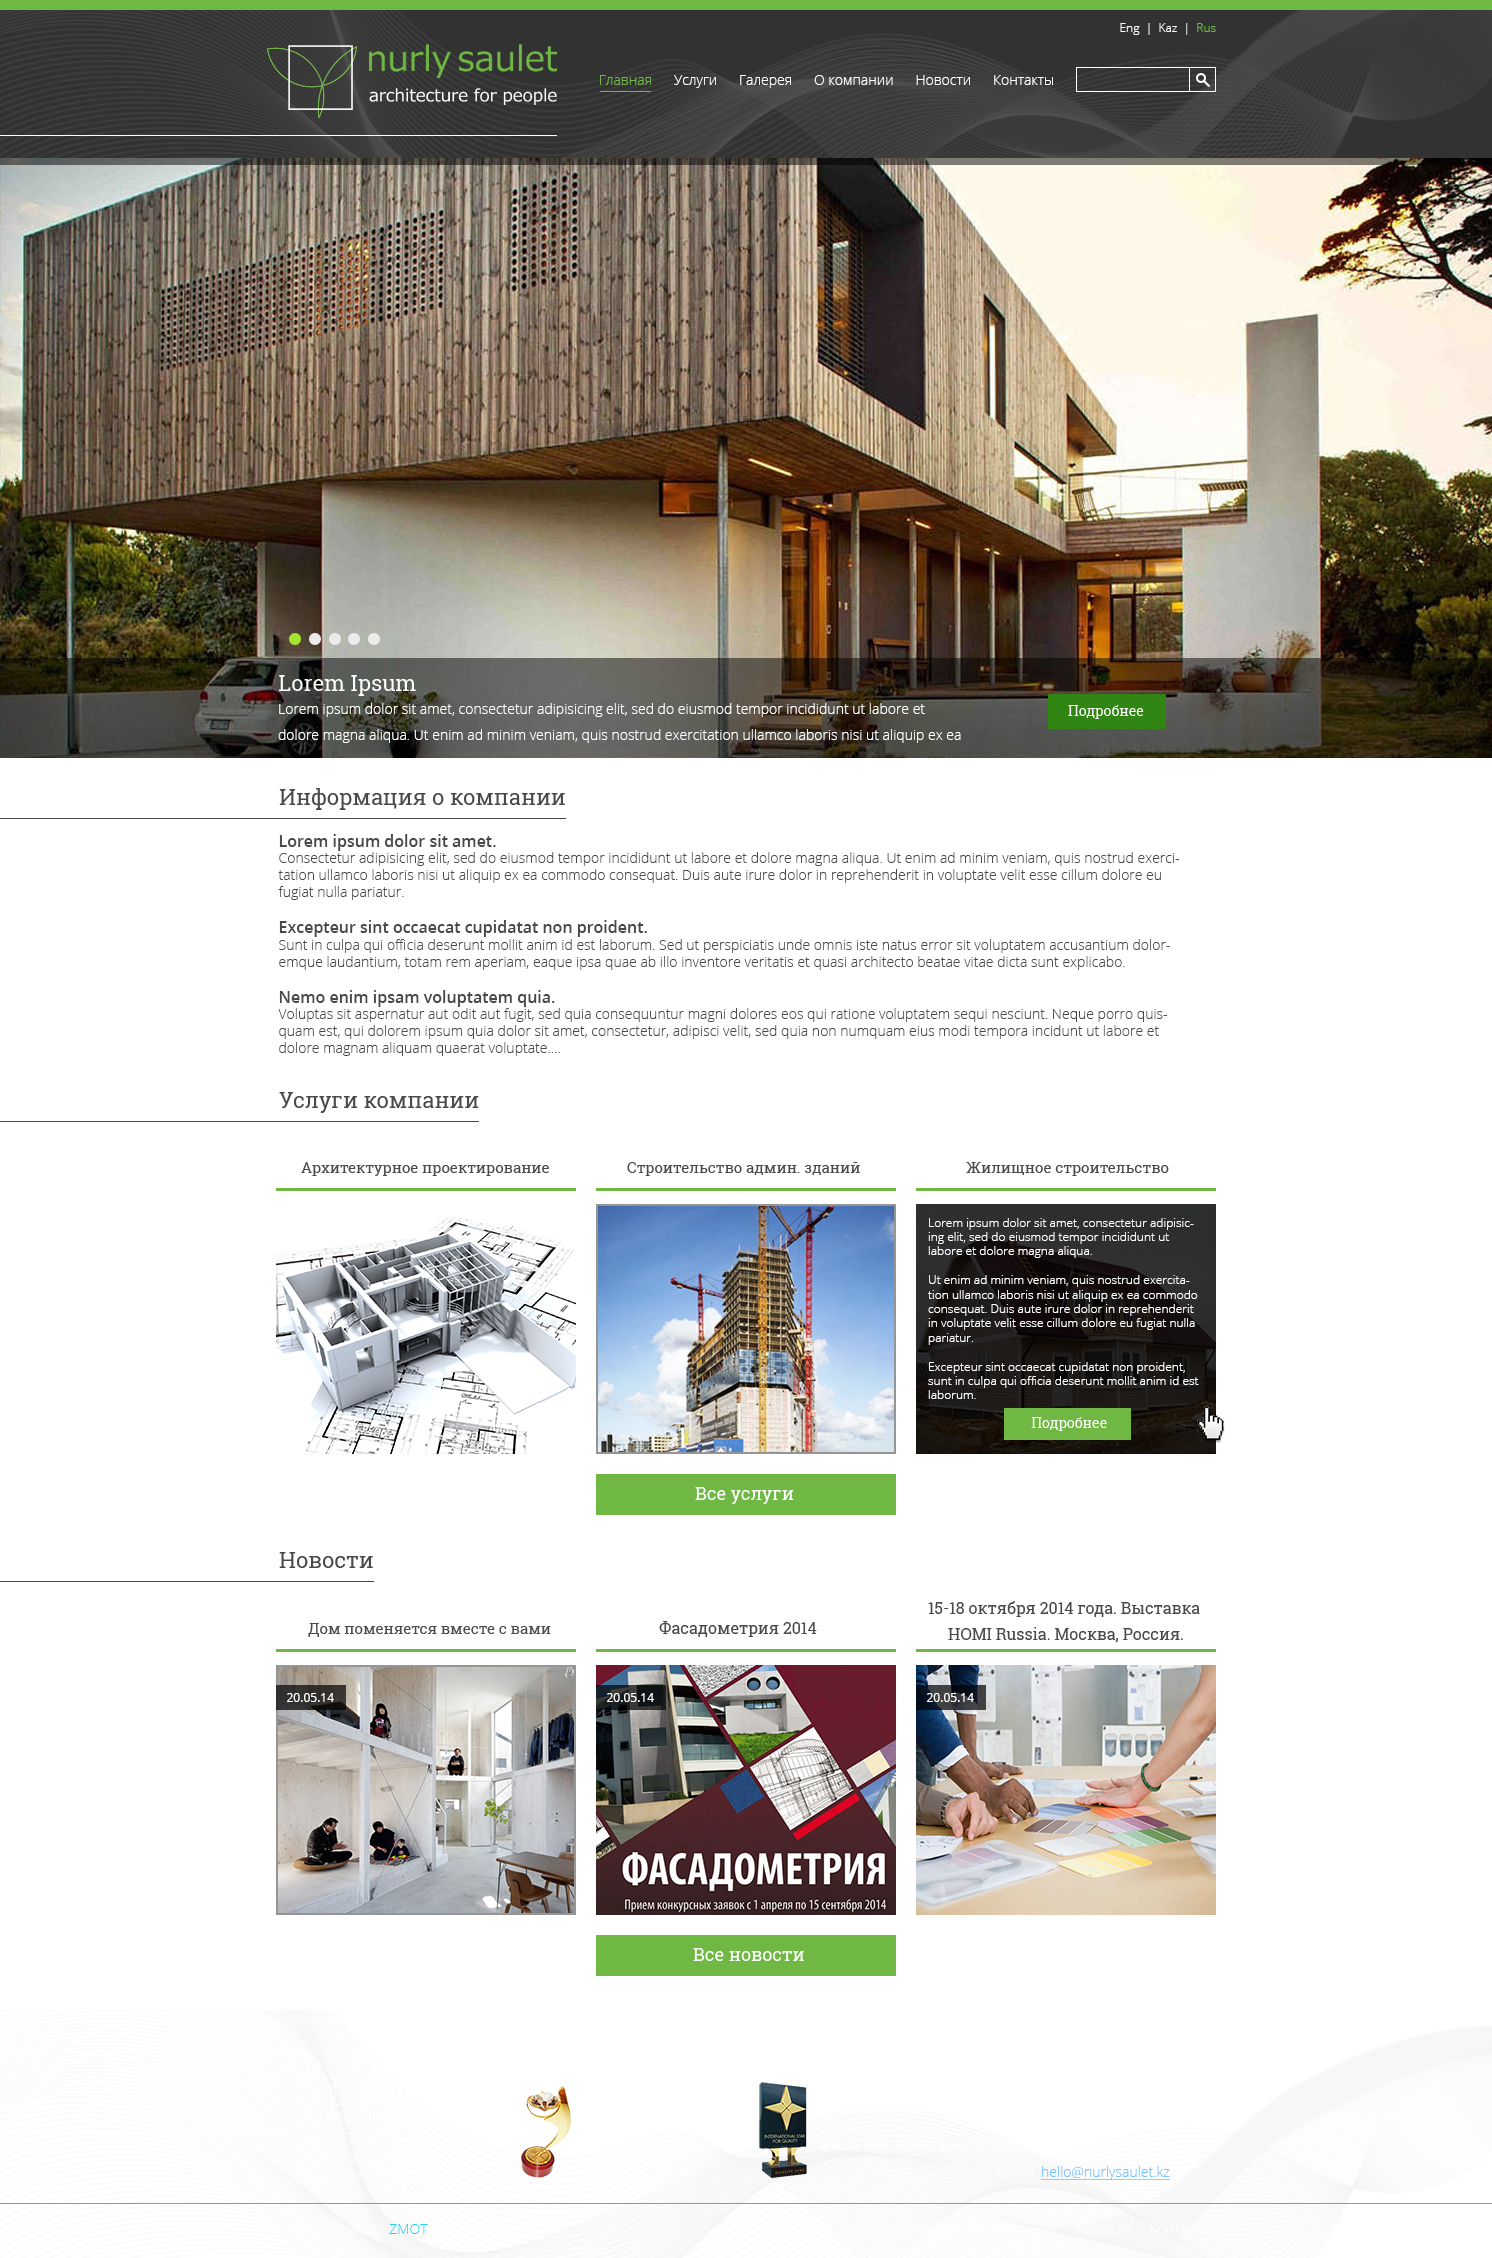 Eng | Kaz | Rus
nurly saulet
architecture for people
Главная Услуги Галерея О компании Новости Контакты
Lorem Ipsum
Lorem ipsum dolor sit amet, consectetur adipisicing elit, sed do eiusmod tempor incididunt ut labore et
dolore magna aliqua. Ut enim ad minim veniam, quis nostrud exercitation ullamco laboris nisi ut aliquip ex ea
Подробнее
Информация о компании
Lorem ipsum dolor sit amet.
Consectetur adipisicing elit, sed do eiusmod tempor incididunt ut labore et dolore magna aliqua. Ut enim ad minim veniam, quis nostrud exerci-
tation ullamco laboris nisi ut aliquip ex ea commodo consequat. Duis aute irure dolor in reprehenderit in voluptate velit esse cillum dolore eu
fugiat nulla pariatur.
Excepteur sint occaecat cupidatat non proident.
Sunt in culpa qui officia deserunt mollit anim id est laborum. Sed ut perspiciatis unde omnis iste natus error sit voluptatem accusantium dolor-
emque laudantium, totam rem aperiam, eaque ipsa quae ab illo inventore veritatis et quasi architecto beatae vitae dicta sunt explicabo.
Nemo enim ipsam voluptatem quia.
Voluptas sit aspernatur aut odit aut fugit, sed quia consequuntur magni dolores eos qui ratione voluptatem sequi nesciunt. Neque porro quis-
quam est, qui dolorem ipsum quia dolor sit amet, consectetur, adipisci velit, sed quia non numquam eius modi tempora incidunt ut labore et
dolore magnam aliquam quaerat voluptate....
Услуги компании
Архитектурное проектирование
Строительство админ. зданий
Жилищное строительство
Lorem ipsum dolor sit amet, consectetur adipisic-
ing elit, sed do eiusmod tempor incididunt ut
labore et dolore magna aliqua.
Ut enim ad minim veniam, quis nostrud exercita-
tion ullamco laboris nisi ut aliquip ex ea commodo
consequat. Duis aute irure dolor in reprehenderit
in voluptate velit esse cillum dolore eu fugiat nulla
pariatur.
Excepteur sint occaecat cupidatat non proident,
sunt in culpa qui officia deserunt mollit anim id est
laborum.
Подробнее
Все услуги
Новости
Дом поменяется вместе с вами
Фасадометрия 2014
15-18 октября 2014 года. Выставка
HOMI Russia. Москва, Россия.
20.05.14
20.05.14
20.05.14
ФАСАДОМЕТРИЯ
Прием конкурсных заявок с 1 апреля по 15 сентября 2014
Все новости
INTERNATIONAL STAR
FOR QUALITY
hello@nurlysaulet.kz
ZMOT